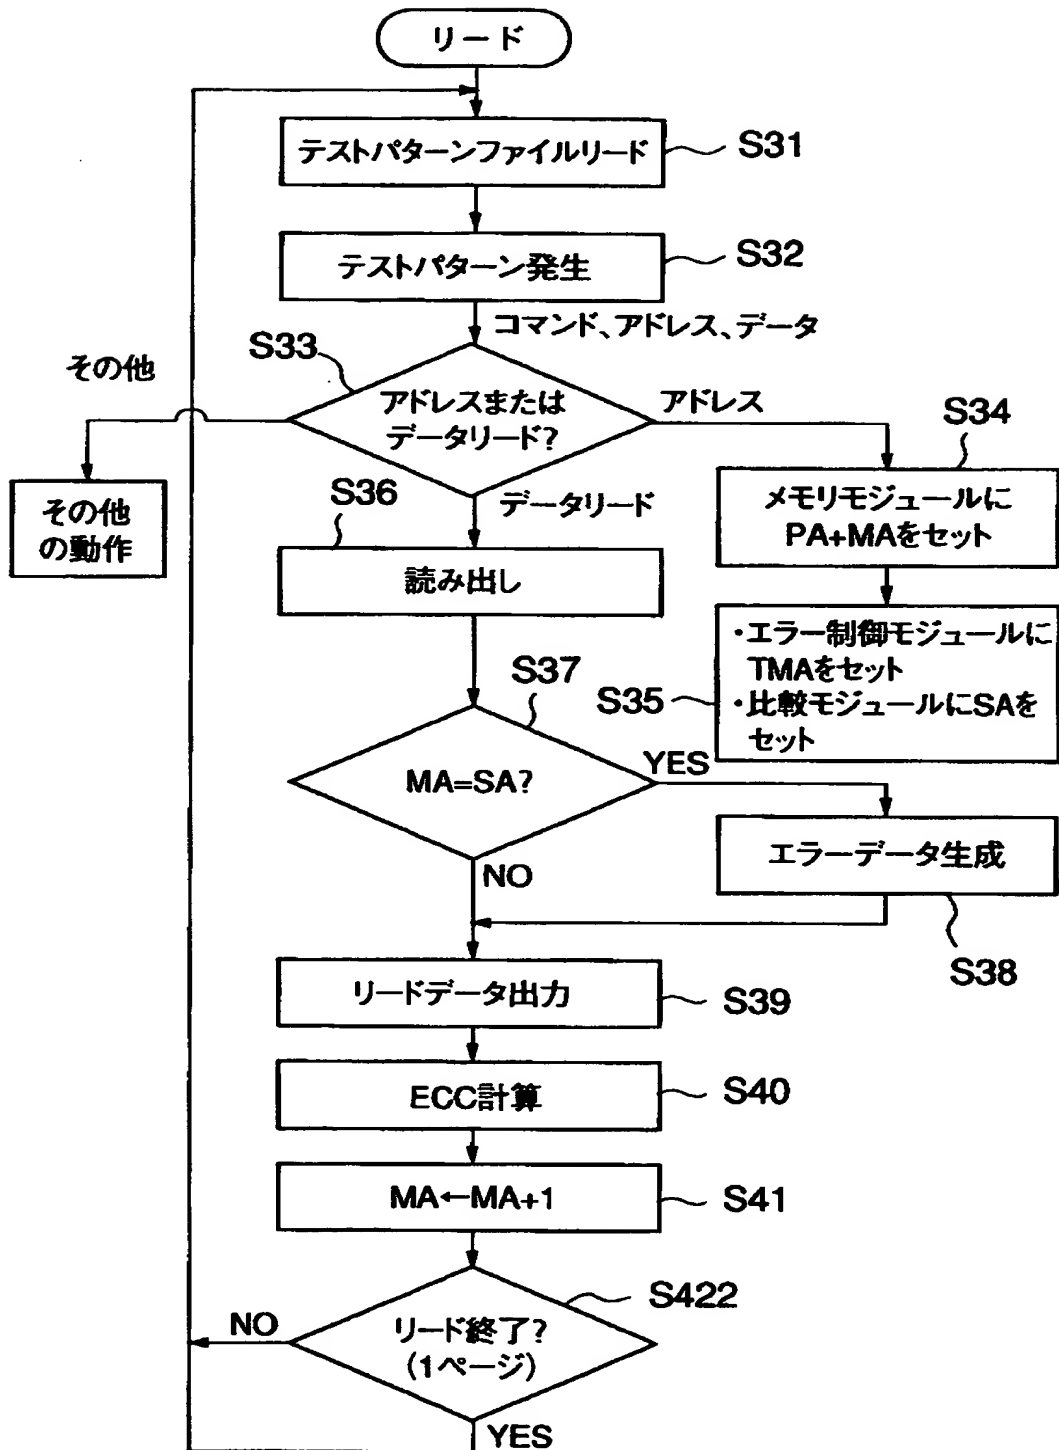 リード
テストパターンファイルリード
S31
テストパターン発生
S32
コマンド、アドレス、データ
S33
その他
アドレスまたは
データリード?
アドレス
S34
その他
の動作
S36
データリード
メモリモジュールに
PA+MAをセット
読み出し
・エラー制御モジュールに
TMAをセット
・比較モジュールにSAを
セット
S35
S37
MA=SA?
YES
エラーデータ生成
NO
S38
リードデータ出力
S39
ECC計算
S40
MA←MA+1
S41
S422
NO
リード終了?
(1ページ)
YES